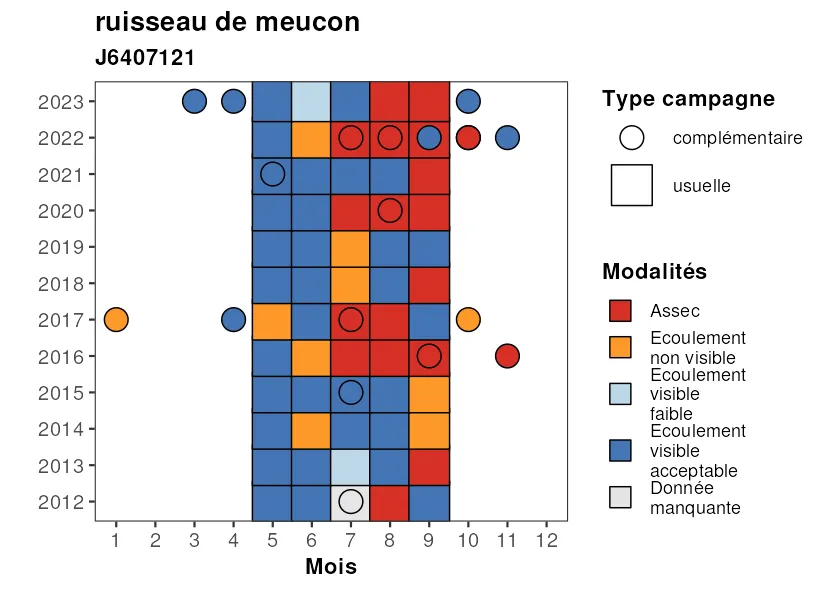 ruisseau de meucon
J6407121
2023
2022
2021
2020
2019
2018
2017
2016
2015
2014
2013
2012
1 2 3 4 5 6 7 8 9 10 11 12
Mois
Type campagne
complémentaire
usuelle
Modalités
Assec
Ecoulement
non visible
Ecoulement
visible
faible
Ecoulement
visible
acceptable
Donnée
manquante